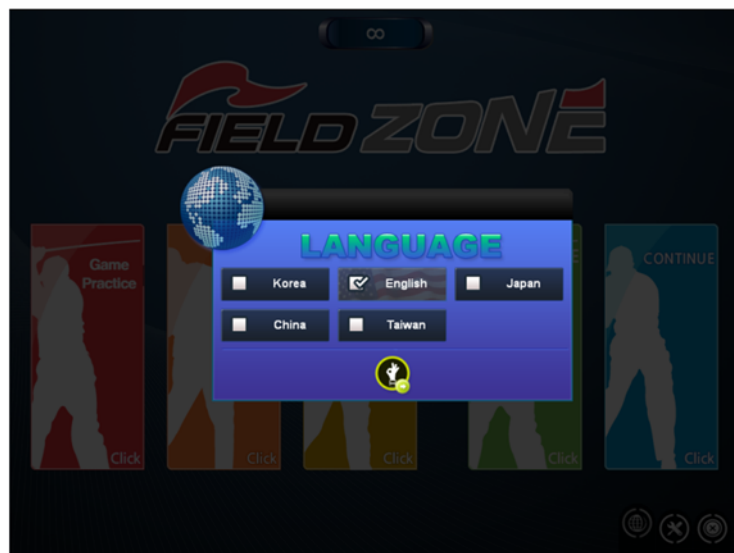 ∞
FIELD ZONE
LANGUAGE
Korea English Japan
China Taiwan
Game
Practice
CONTINUE
Click Click Click Click Click